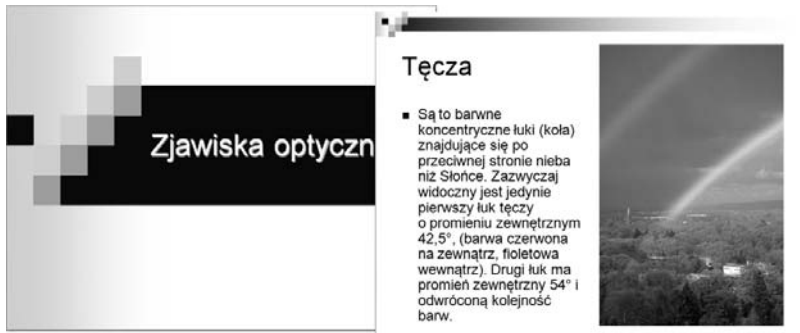 Zjawiska optyczn
Tęcza
■ Są to barwne
koncentryczne łuki (koła)
znajdujące się po
przeciwnej stronie nieba
niż Słońce. Zazwyczaj
widoczny jest jedynie
pierwszy łuk tęczy
o promieniu zewnętrznym
42,5°, (barwa czerwona
na zewnątrz, fioletowa
wewnątrz). Drugi łuk ma
promień zewnętrzny 54° i
odwróconą kolejność
barw.